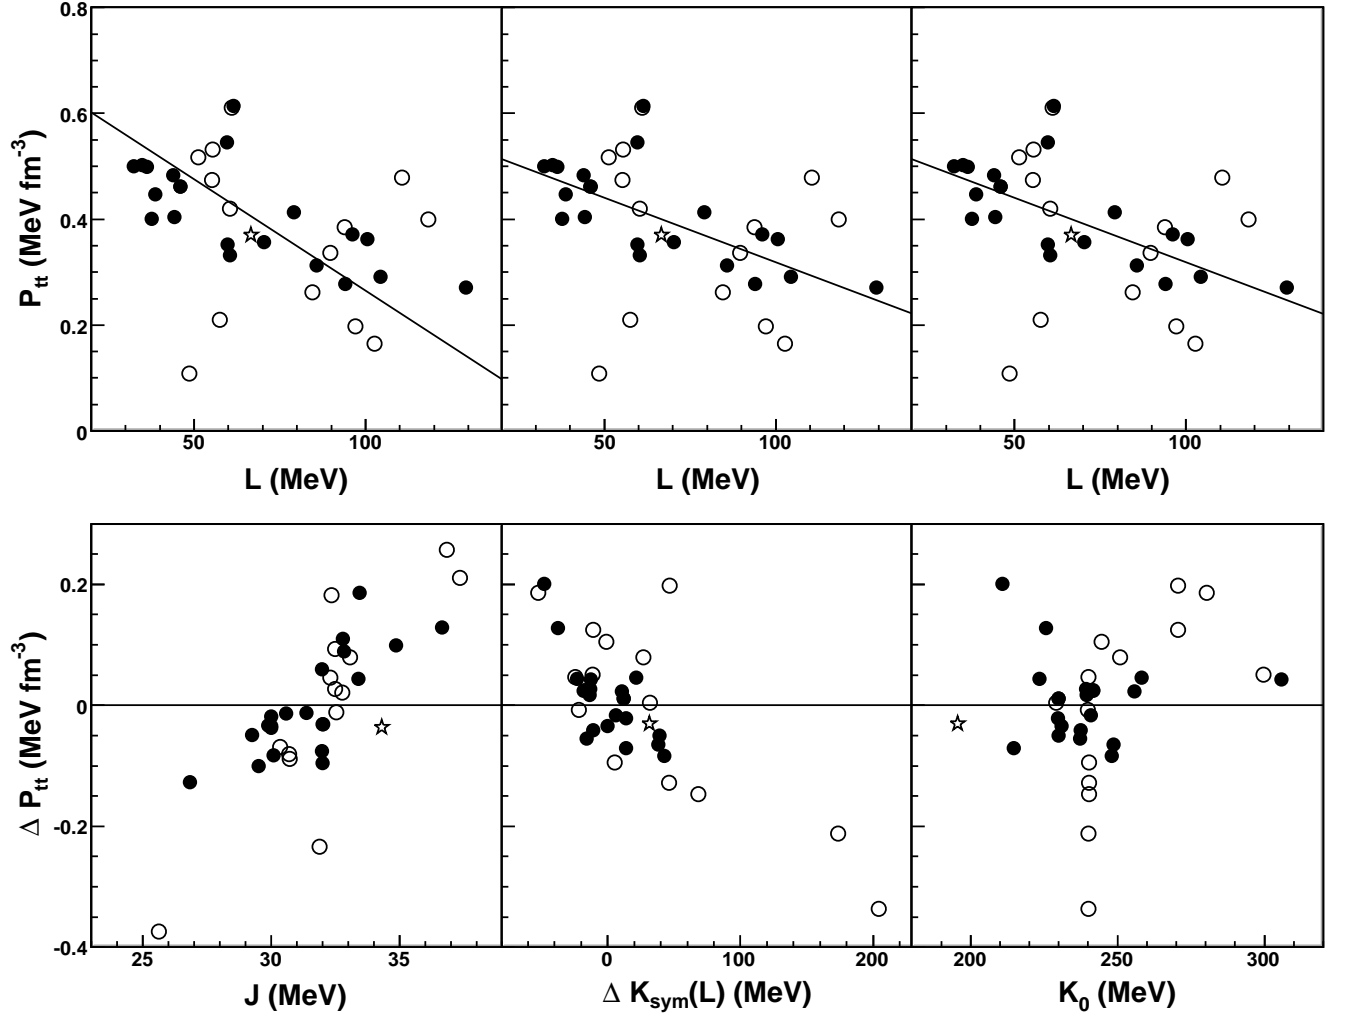 0.8
0.6
0.4
0.2
0
P_tt (MeV fm^-3)
50 100 50 100 50 100
L (MeV) L (MeV) L (MeV)
0.2
0
-0.2
-0.4
Δ P_tt (MeV fm^-3)
25 30 35 0 100 200 200 250 300
J (MeV) Δ K_sym(L) (MeV) K_0 (MeV)